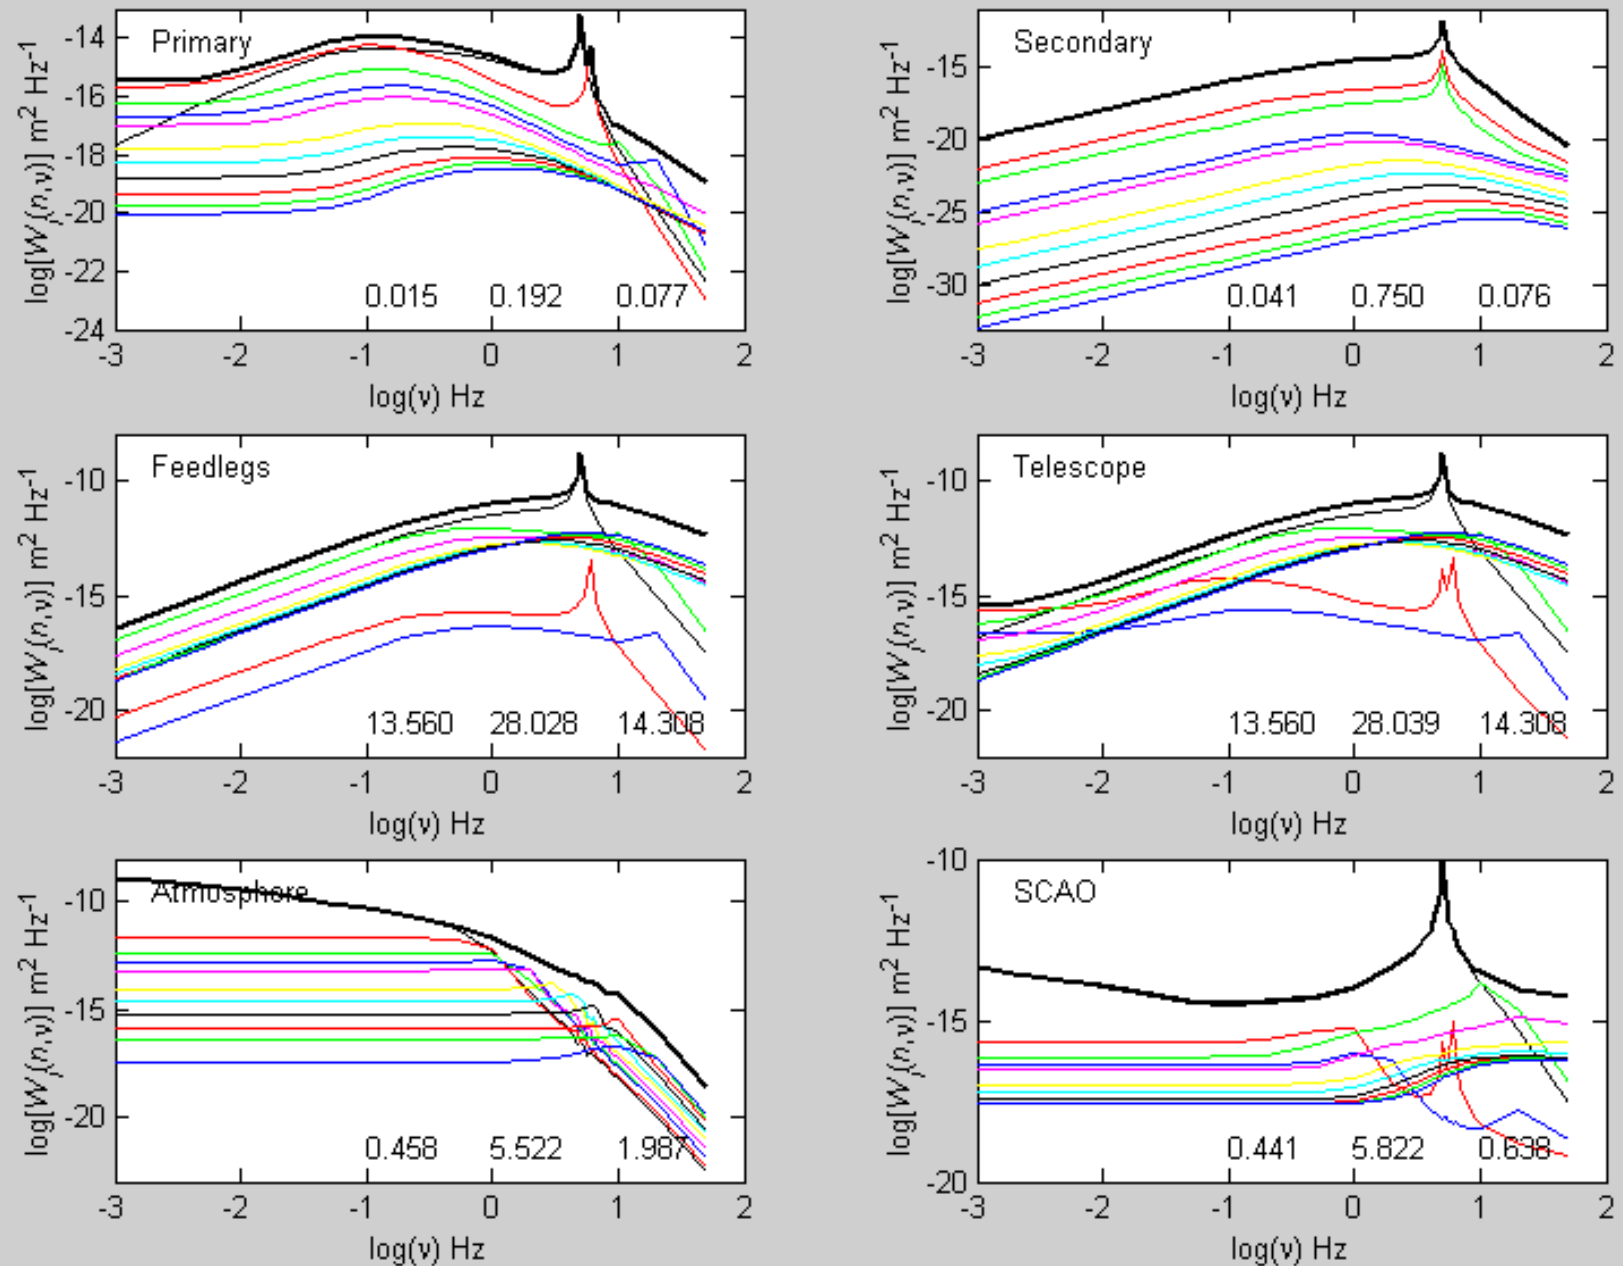 Primary
log[Wj(n,ν)] m2 Hz-1
-14
-16
-18
-20
-22
-24
0.015 0.192 0.077
-3 -2 -1 0 1 2
log(ν) Hz
Secondary
log[Wj(n,ν)] m2 Hz-1
-15
-20
-25
-30
0.041 0.750 0.076
-3 -2 -1 0 1 2
log(ν) Hz
Feedlegs
log[Wj(n,ν)] m2 Hz-1
-10
-15
-20
13.560 28.028 14.308
-3 -2 -1 0 1 2
log(ν) Hz
Telescope
log[Wj(n,ν)] m2 Hz-1
-10
-15
-20
13.560 28.039 14.308
-3 -2 -1 0 1 2
log(ν) Hz
Atmosphere
log[Wj(n,ν)] m2 Hz-1
-10
-15
-20
0.458 5.522 1.987
-3 -2 -1 0 1 2
log(ν) Hz
SCAO
log[Wj(n,ν)] m2 Hz-1
-10
-15
-20
0.441 5.822 0.638
-3 -2 -1 0 1 2
log(ν) Hz